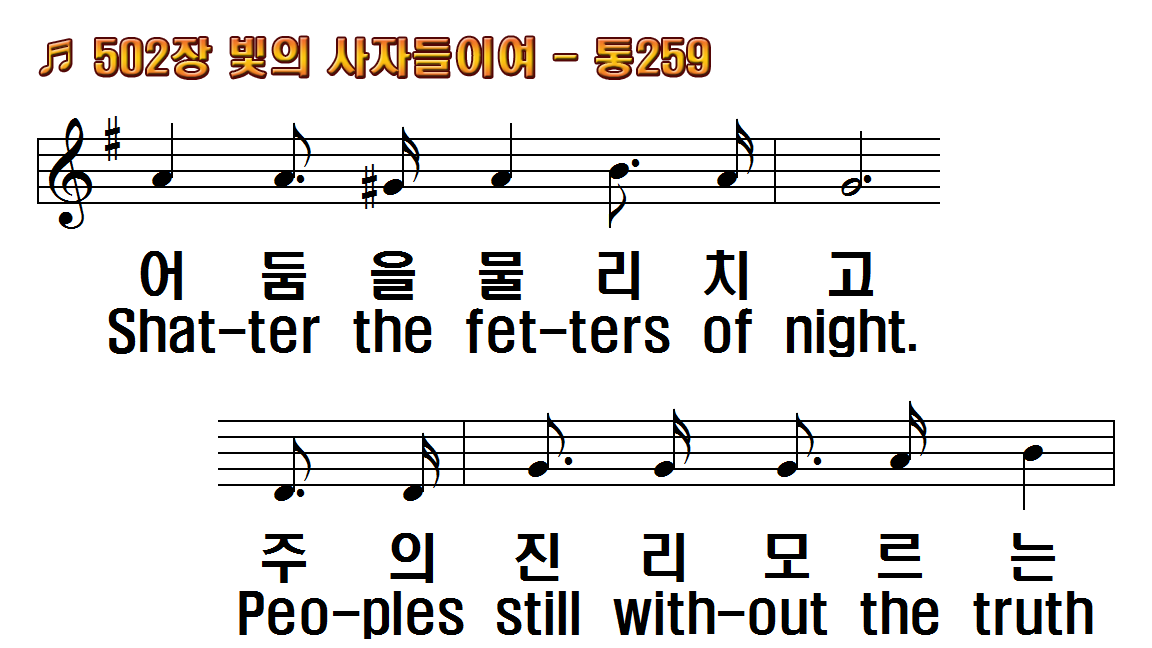 ♬ 502장 빛의 사자들이여 - 통259
어 둠 을 물 리 치 고
Shat-ter the fet-ters of night.
주 의 진 리 모 르 는
Peo-ples still with-out the truth